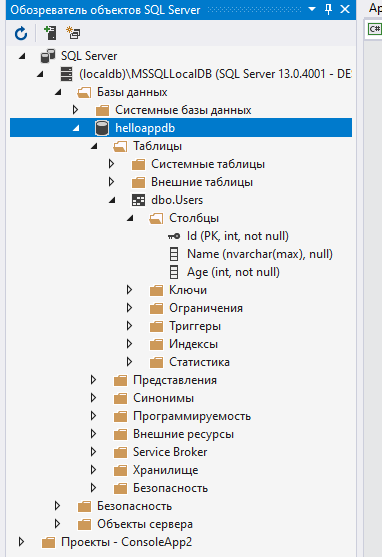 Обозреватель объектов SQL Server
Ap
C#
SQL Server
(localdb)\MSSQLLocalDB (SQL Server 13.0.4001 - DE
Базы данных
Системные базы данных
helloappdb
Таблицы
Системные таблицы
Внешние таблицы
dbo.Users
Столбцы
Id (PK, int, not null)
Name (nvarchar(max), null)
Age (int, not null)
Ключи
Ограничения
Триггеры
Индексы
Статистика
Представления
Синонимы
Программируемость
Внешние ресурсы
Service Broker
Хранилище
Безопасность
Безопасность
Объекты сервера
Проекты - ConsoleApp2